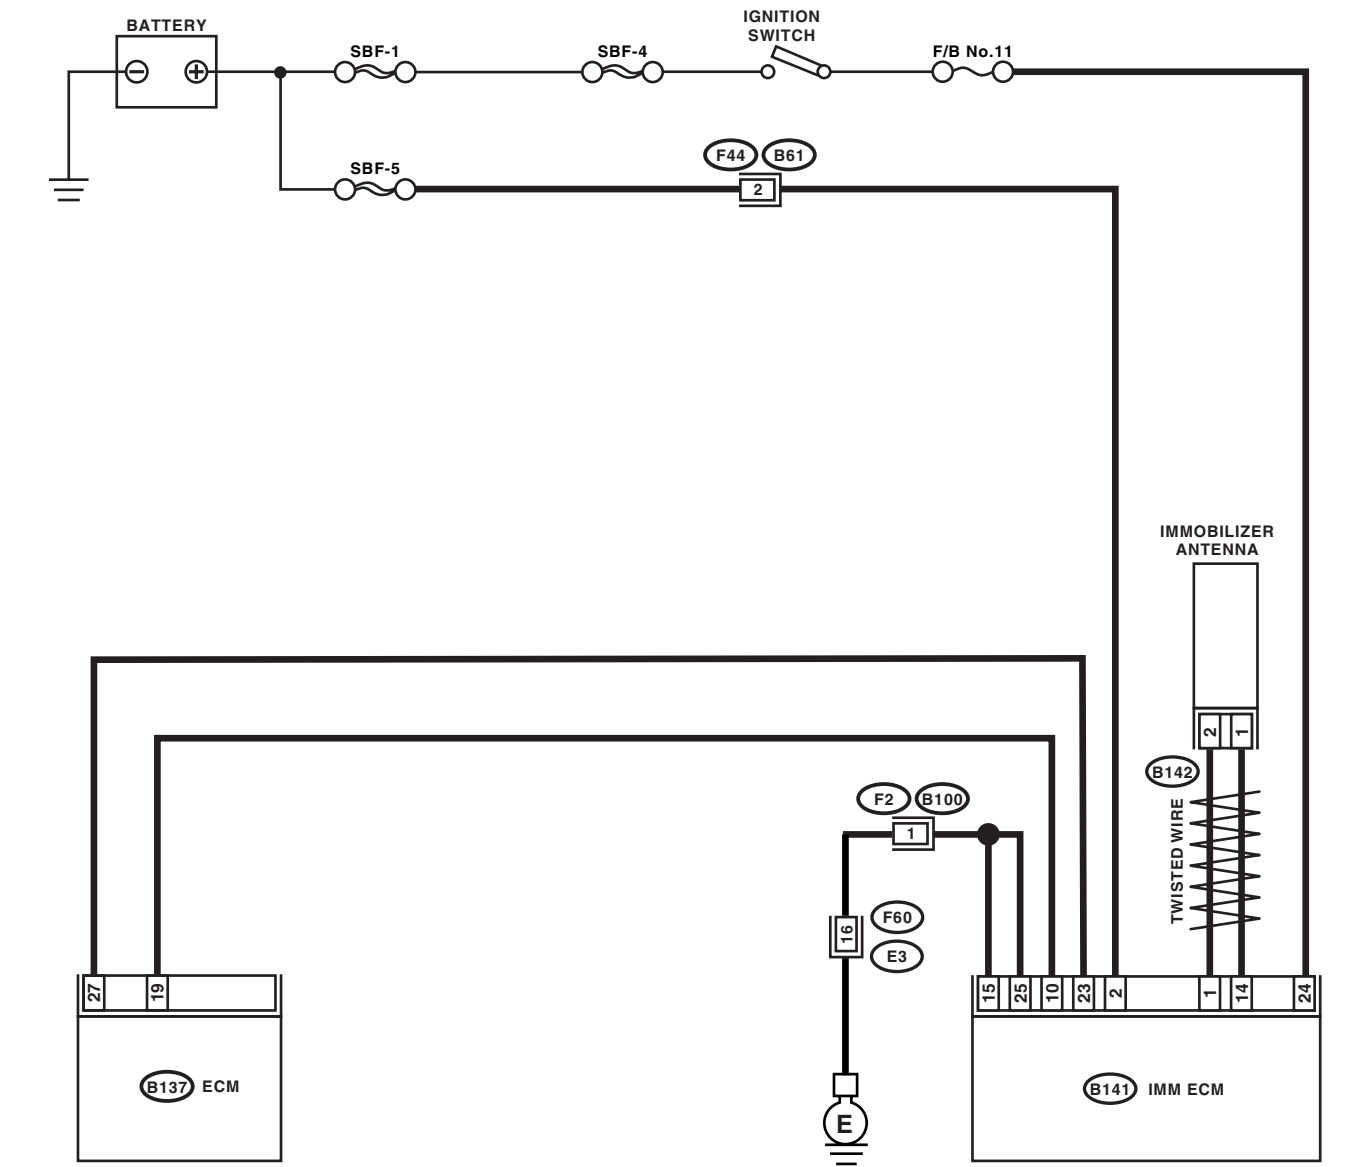 BATTERY
IGNITION
SWITCH
SBF-1
SBF-4
F/B No.11
SBF-5
F44
B61
2
IMMOBILIZER
ANTENNA
2
1
B142
TWISTED WIRE
F2
B100
1
16
F60
E3
27
19
15
25
10
23
2
1
14
24
B137
ECM
B141
IMM ECM
E